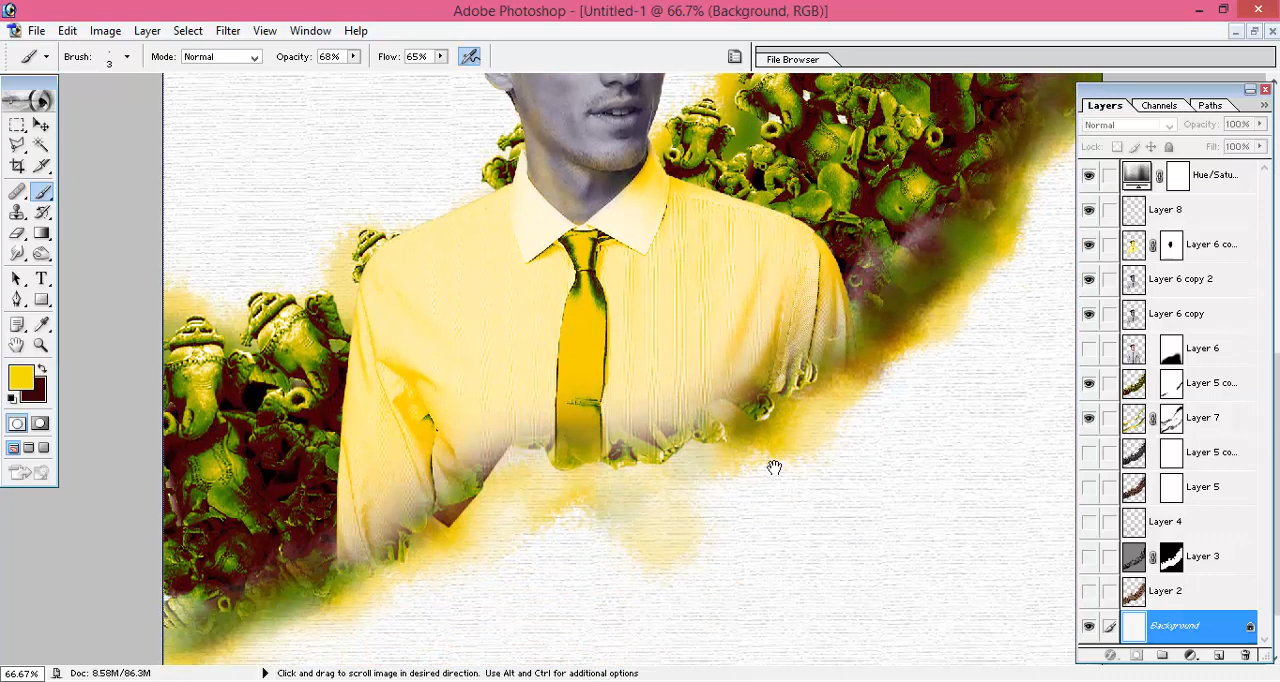 Adobe Photoshop - [Untitled-1 @ 66.7% (Background, RGB)]
File Edit Image Layer Select Filter View Window Help
Brush: 3 Mode: Normal Opacity: 68% Flow: 65% File Browser
Layers Paths
Normal Opacity: 100%
Lock: Fill: 100%
Hue/Satu...
Layer 8
Layer 6 co...
Layer 6 copy 2
Layer 6 copy
Layer 6
Layer 5 co...
Layer 7
Layer 5 co...
Layer 5
Layer 4
Layer 3
Layer 2
Background
T
66.67% Doc: 8.58M/86.3M Click and drag to scroll image in desired direction. Use Alt and Ctrl for additional options